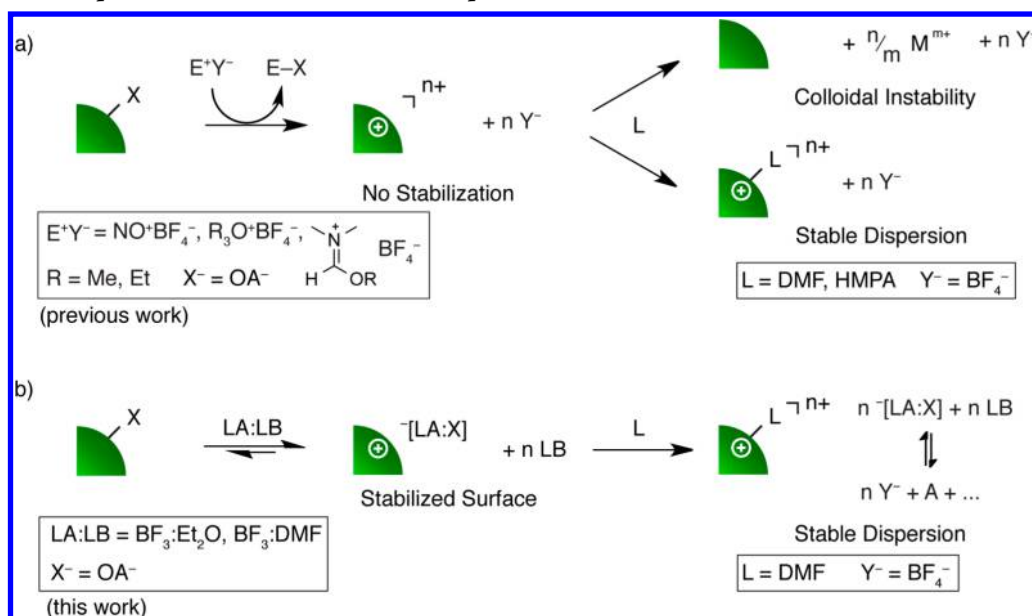 a)
X
E⁺Y⁻ E–X
⊕ ⌝ n+ + n Y⁻
No Stabilization
L
+ n/m Mᵐ⁺ + n Y⁻
Colloidal Instability
⊕ L ⌝ n+ + n Y⁻
Stable Dispersion
E⁺Y⁻ = NO⁺BF₄⁻, R₃O⁺BF₄⁻, N⁺ H OR BF₄⁻
R = Me, Et X⁻ = OA⁻
(previous work)
L = DMF, HMPA Y⁻ = BF₄⁻
b)
X
LA:LB
⊕ ⁻[LA:X] + n LB
Stabilized Surface
L
⊕ L ⌝ n+ n ⁻[LA:X] + n LB
n Y⁻ + A + ...
Stable Dispersion
LA:LB = BF₃:Et₂O, BF₃:DMF
X⁻ = OA⁻
(this work)
L = DMF Y⁻ = BF₄⁻